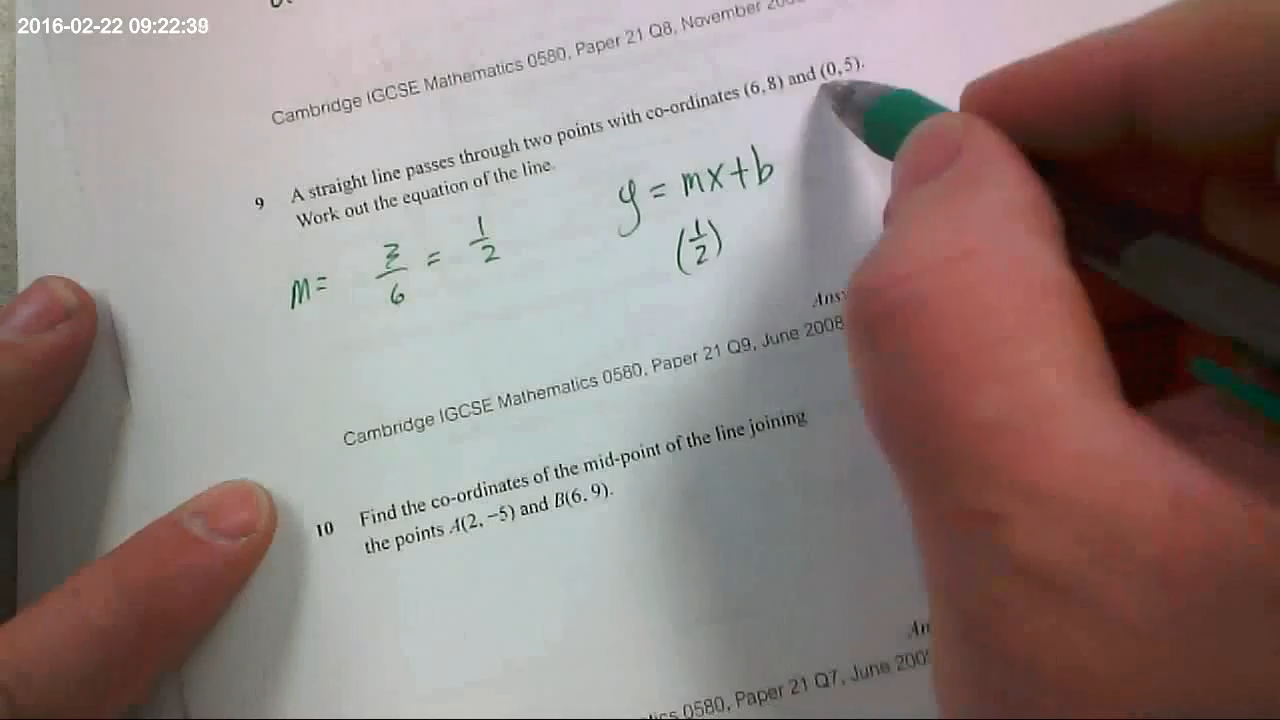 2016-02-22 09:22:39
Cambridge IGCSE Mathematics 0580, Paper 21 Q8, November
9 A straight line passes through two points with co-ordinates (6, 8) and (0, 5).
Work out the equation of the line.
y = mx+b
m= 3/6 = 1/2
(1/2)
Cambridge IGCSE Mathematics 0580, Paper 21 Q9, June 2008
10 Find the co-ordinates of the mid-point of the line joining
the points A(2, −5) and B(6, 9).
0580, Paper 21 Q7, June